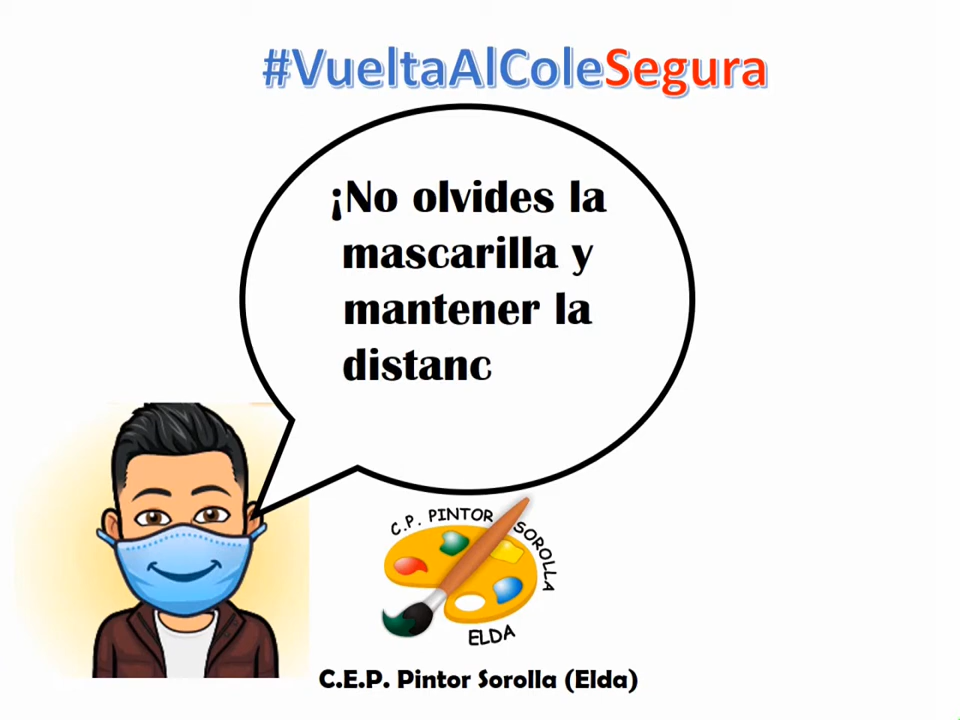 #VueltaAlColeSegura
¡No olvides la
mascarilla y
mantener la
distanc
C.P. PINTOR SOROLLA
ELDA
C.E.P. Pintor Sorolla (Elda)